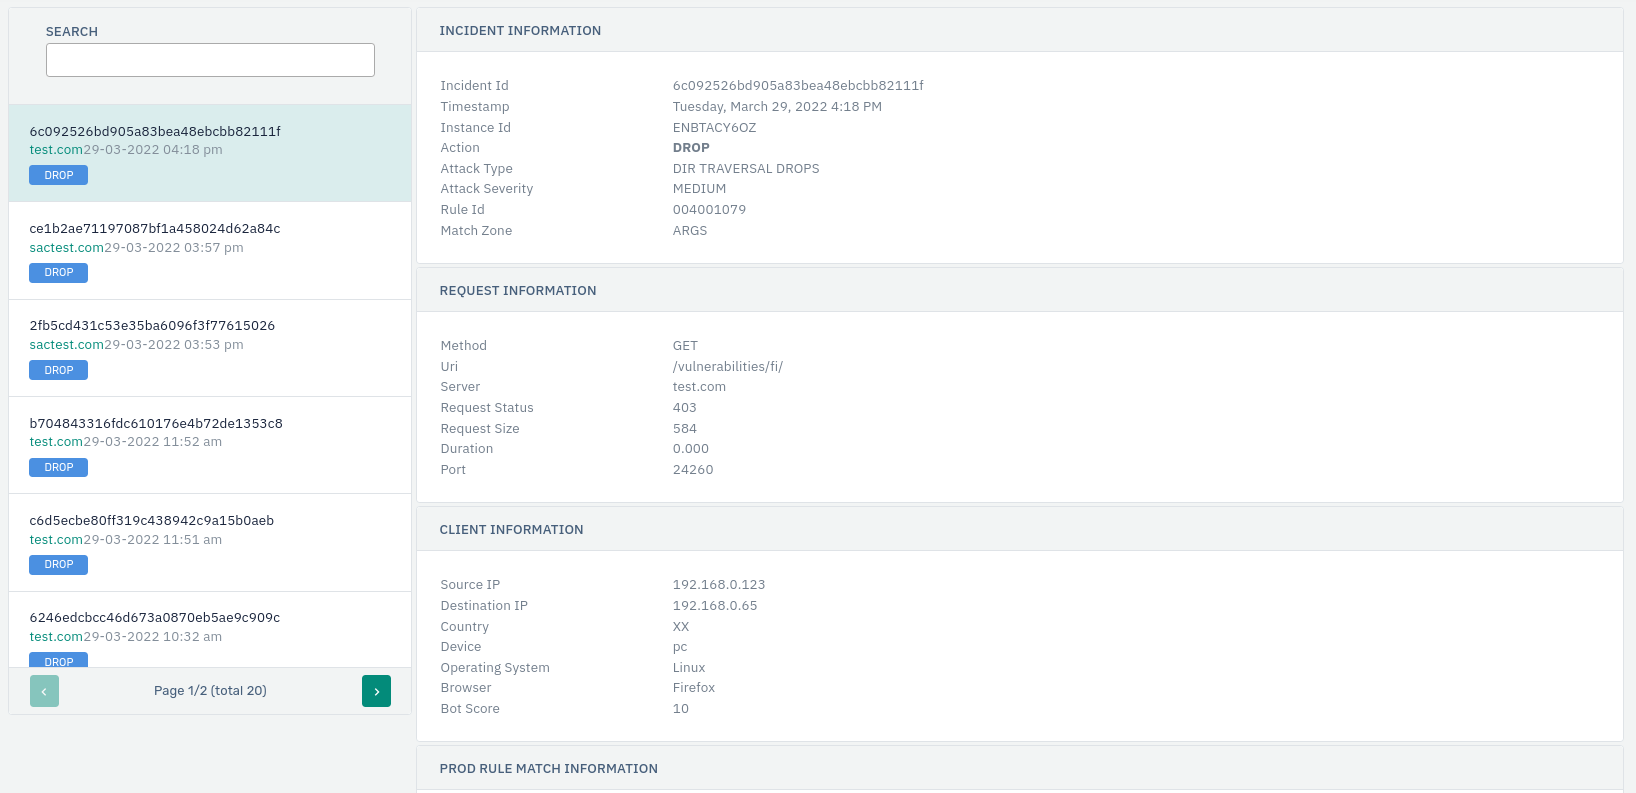 SEARCH
6c092526bd905a83bea48ebcbb82111f
test.com29-03-2022 04:18 pm
DROP
ce1b2ae71197087bf1a458024d62a84c
sactest.com29-03-2022 03:57 pm
DROP
2fb5cd431c53e35ba6096f3f77615026
sactest.com29-03-2022 03:53 pm
DROP
b704843316fdc610176e4b72de1353c8
test.com29-03-2022 11:52 am
DROP
c6d5ecbe80ff319c438942c9a15b0aeb
test.com29-03-2022 11:51 am
DROP
6246edcbcc46d673a0870eb5ae9c909c
test.com29-03-2022 10:32 am
DROP
‹ Page 1/2 (total 20) ›
INCIDENT INFORMATION
Incident Id 6c092526bd905a83bea48ebcbb82111f
Timestamp Tuesday, March 29, 2022 4:18 PM
Instance Id ENBTACY6OZ
Action DROP
Attack Type DIR TRAVERSAL DROPS
Attack Severity MEDIUM
Rule Id 004001079
Match Zone ARGS
REQUEST INFORMATION
Method GET
Uri /vulnerabilities/fi/
Server test.com
Request Status 403
Request Size 584
Duration 0.000
Port 24260
CLIENT INFORMATION
Source IP 192.168.0.123
Destination IP 192.168.0.65
Country XX
Device pc
Operating System Linux
Browser Firefox
Bot Score 10
PROD RULE MATCH INFORMATION